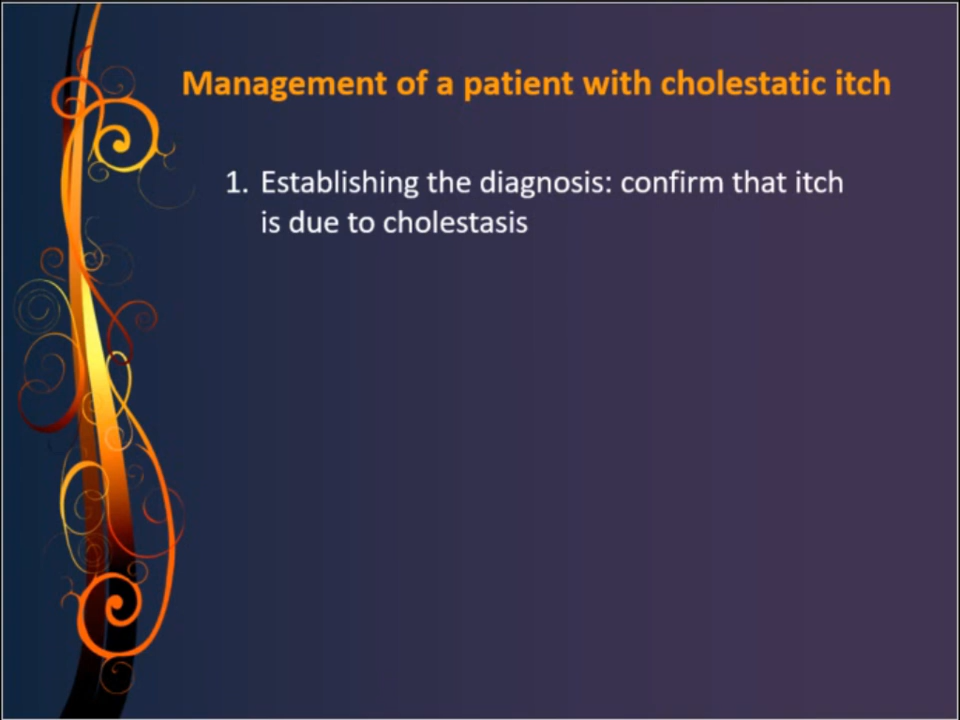 Management of a patient with cholestatic itch
1. Establishing the diagnosis: confirm that itch
is due to cholestasis